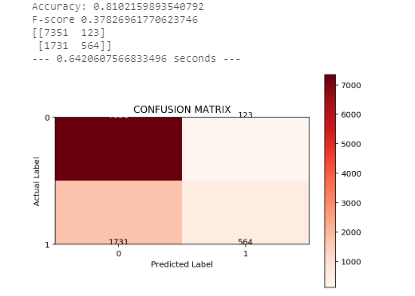 Accuracy: 0.8102159893540792
F-score 0.37826961770623746
[[7351 123]
[1731 564]]
--- 0.6420607566833496 seconds ---
CONFUSION MATRIX
7000
6000
5000
4000
3000
2000
1000
0
123
Actual Label
1
1731
564
0
1
Predicted Label